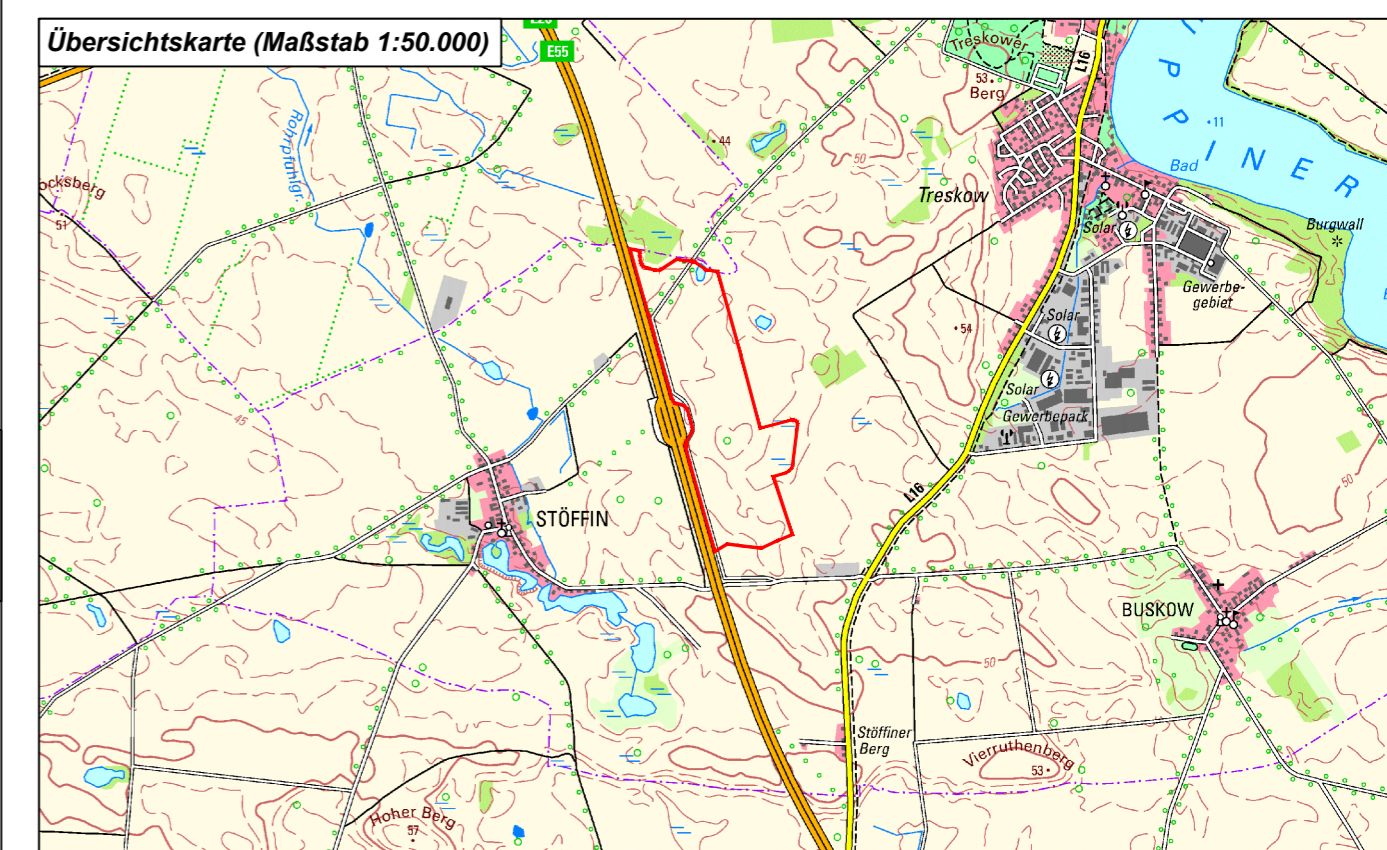 Übersichtskarte (Maßstab 1:50.000)
E55
L16
Treskower
53
Berg
Rohrpfuhlgr.
44
50
11
P P I N E R
Bad
ocksberg
51
Treskow
Solar
Burgwall
Gewerbe-
gebiet
54
Solar
45
Solar
Gewerbepark
L16
50
STÖFFIN
BUSKOW
50
Stöffiner
Berg
Vierruthenberg
53
Hoher Berg
57